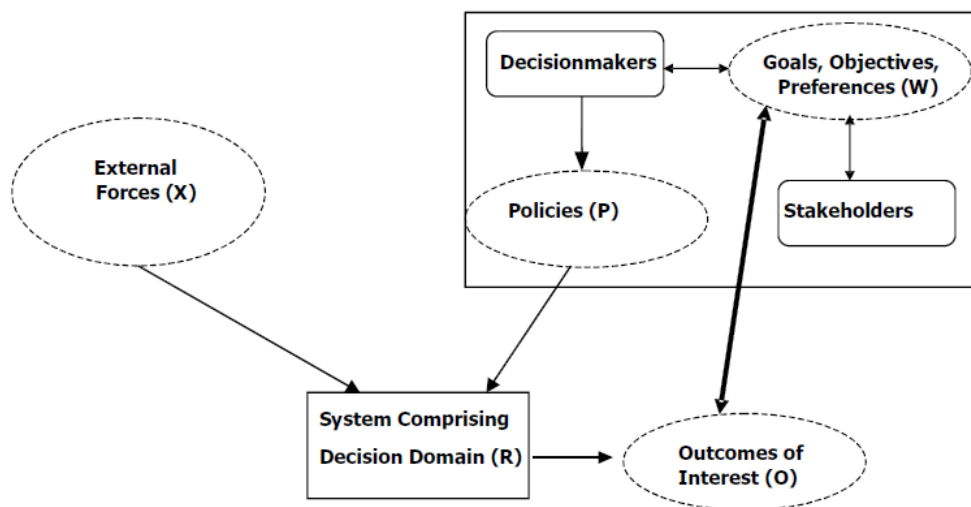 Decisionmakers
Goals, Objectives,
Preferences (W)
External
Forces (X)
Policies (P)
Stakeholders
System Comprising
Decision Domain (R)
Outcomes of
Interest (O)